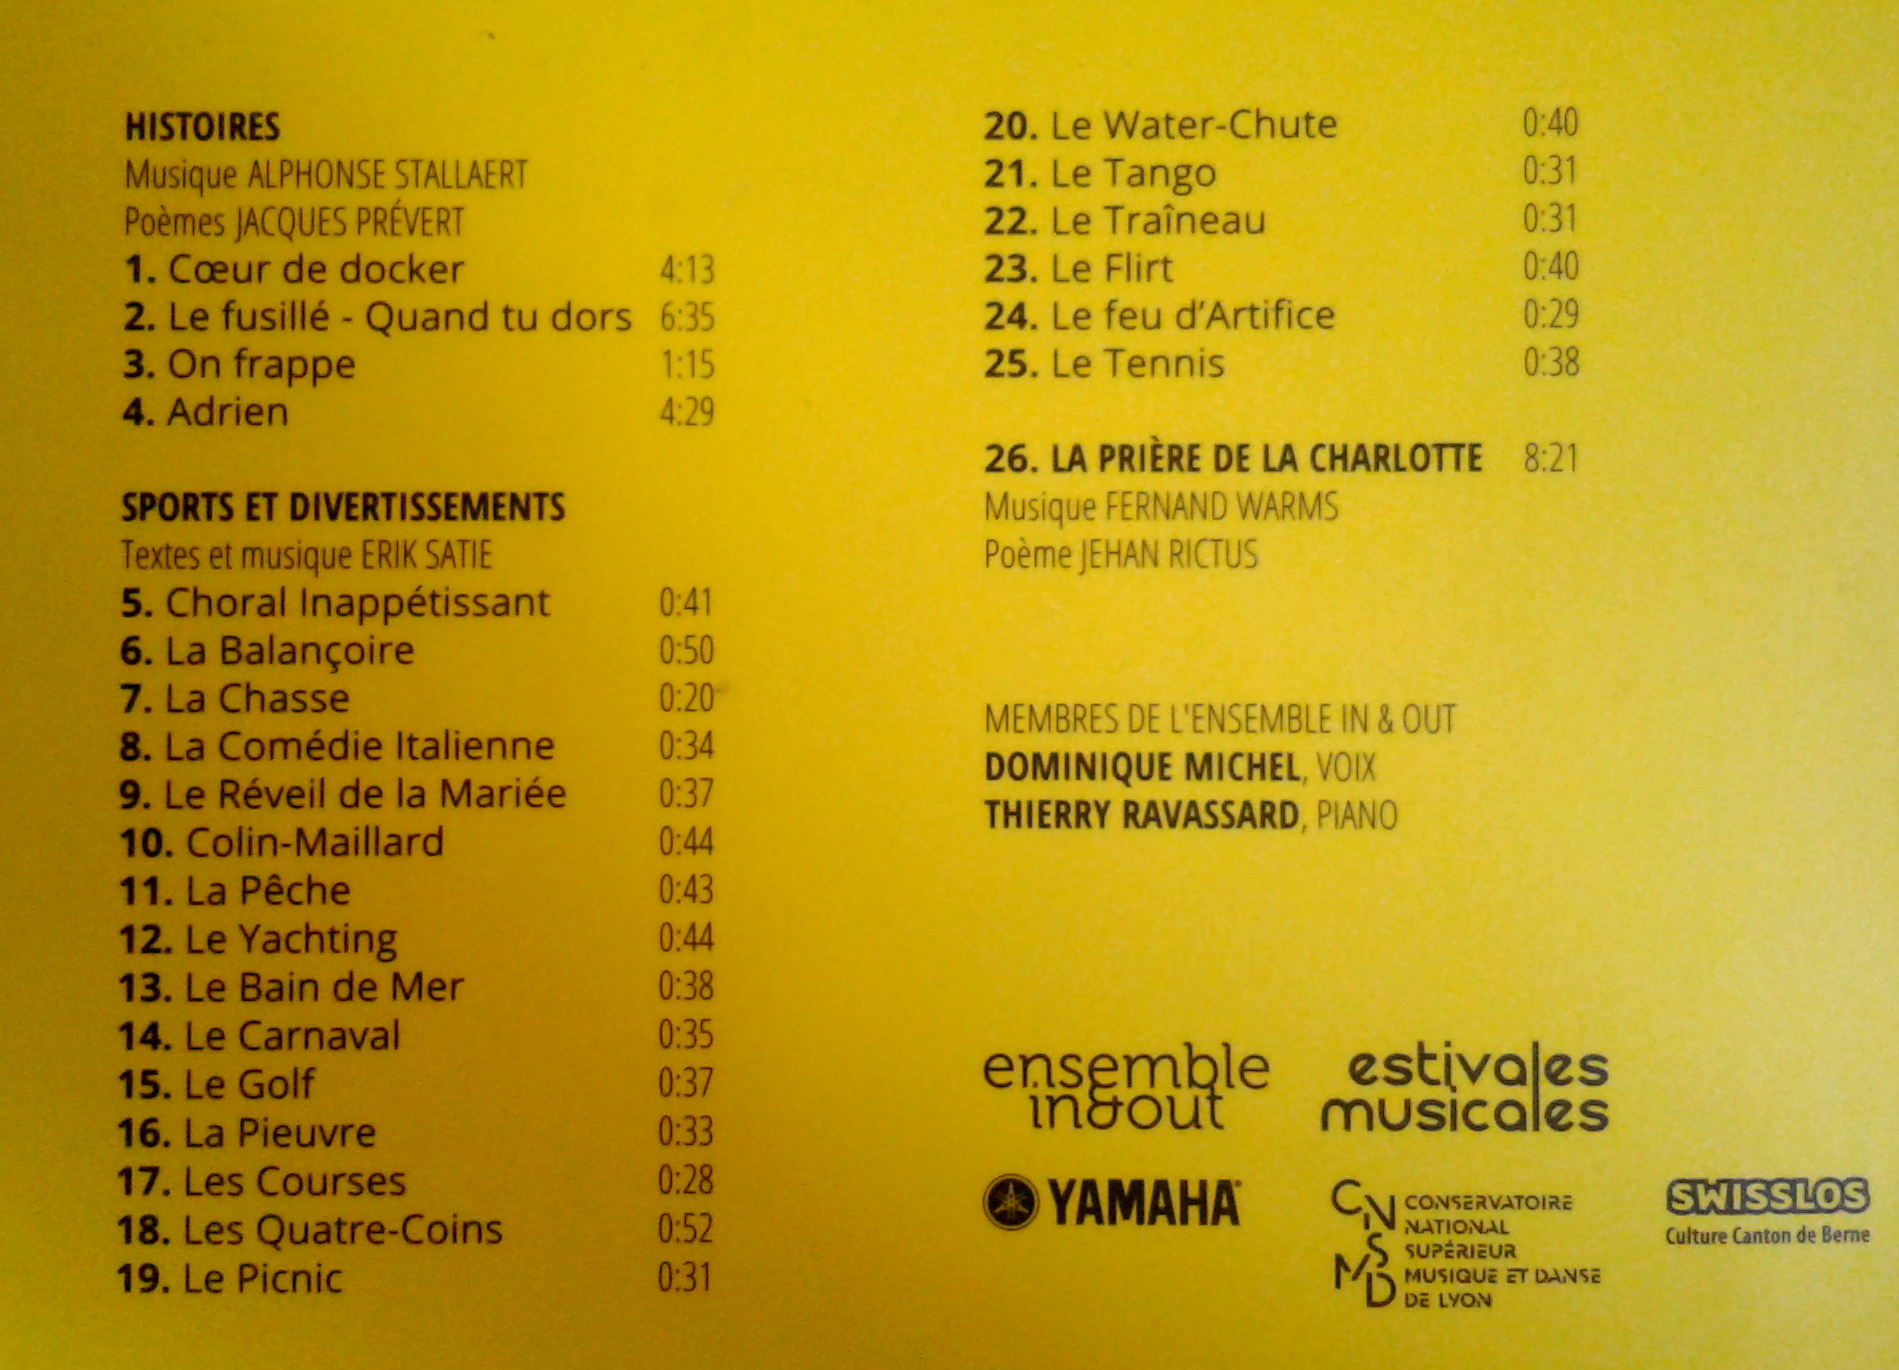 HISTOIRES
Musique ALPHONSE STALLAERT
Poèmes JACQUES PRÉVERT
1. Cœur de docker 4:13
2. Le fusillé - Quand tu dors 6:35
3. On frappe 1:15
4. Adrien 4:29
SPORTS ET DIVERTISSEMENTS
Textes et musique ERIK SATIE
5. Choral Inappétissant 0:41
6. La Balançoire 0:50
7. La Chasse 0:20
8. La Comédie Italienne 0:34
9. Le Réveil de la Mariée 0:37
10. Colin-Maillard 0:44
11. La Pêche 0:43
12. Le Yachting 0:44
13. Le Bain de Mer 0:38
14. Le Carnaval 0:35
15. Le Golf 0:37
16. La Pieuvre 0:33
17. Les Courses 0:28
18. Les Quatre-Coins 0:52
19. Le Picnic 0:31
20. Le Water-Chute 0:40
21. Le Tango 0:31
22. Le Traîneau 0:31
23. Le Flirt 0:40
24. Le feu d'Artifice 0:29
25. Le Tennis 0:38
26. LA PRIÈRE DE LA CHARLOTTE 8:21
Musique FERNAND WARMS
Poème JEHAN RICTUS
MEMBRES DE L'ENSEMBLE IN & OUT
DOMINIQUE MICHEL, VOIX
THIERRY RAVASSARD, PIANO
ensemble
in&out
estivales
musicales
YAMAHA
CNSMD
CONSERVATOIRE
NATIONAL
SUPÉRIEUR
MUSIQUE ET DANSE
DE LYON
SWISSLOS
Culture Canton de Berne